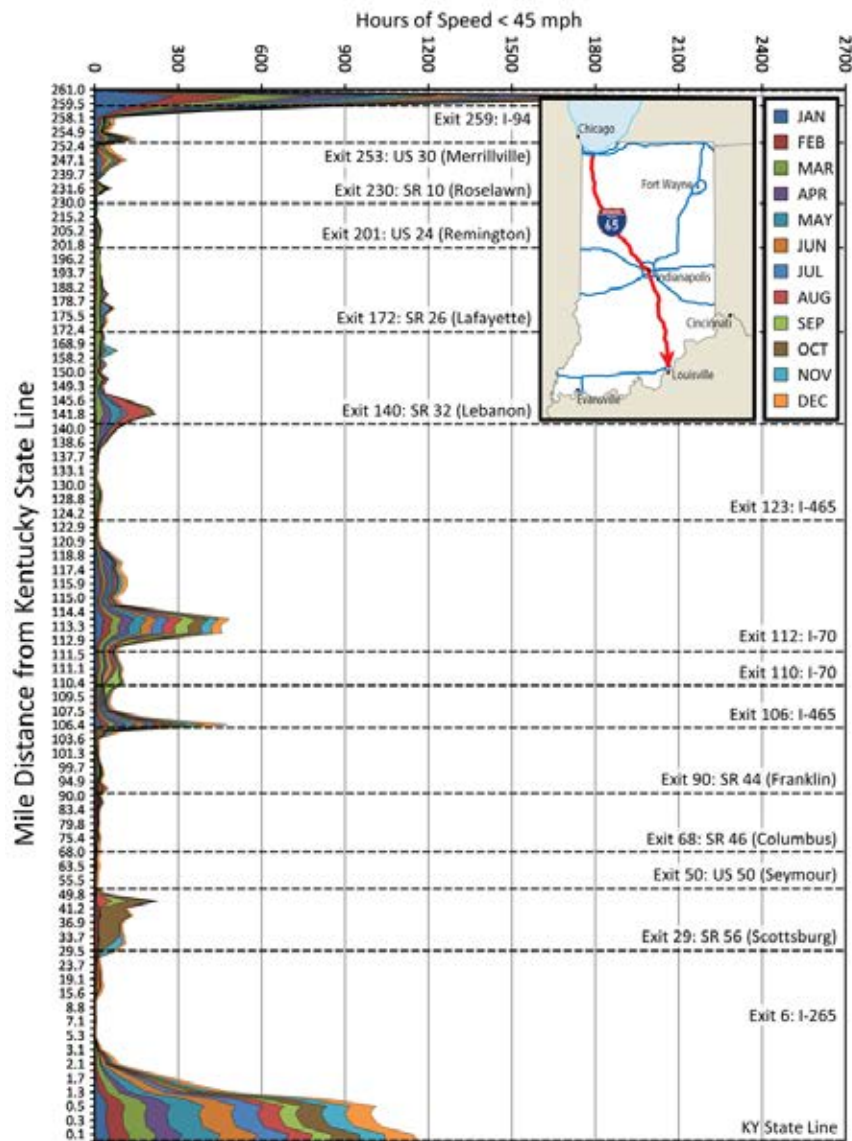 Hours of Speed < 45 mph
0
300
600
900
1200
1500
1800
2100
2400
2700
Mile Distance from Kentucky State Line
261.0
259.5
258.1
254.9
252.4
247.1
239.7
231.6
230.0
215.2
205.2
201.8
196.2
193.7
188.2
178.7
175.5
172.4
168.9
158.2
150.0
149.3
145.6
141.8
140.0
138.6
137.7
133.1
130.0
128.8
124.2
122.9
120.9
118.8
117.4
115.9
115.0
114.4
113.3
112.9
111.5
111.1
110.4
109.5
107.5
106.4
103.6
101.3
99.7
94.9
90.0
83.4
79.8
75.4
68.0
63.5
55.5
49.8
41.2
36.9
33.7
29.5
23.7
19.1
15.6
8.8
7.1
5.3
3.1
2.1
1.7
1.3
0.5
0.3
0.1
Exit 259: I-94
Exit 253: US 30 (Merrillville)
Exit 230: SR 10 (Roselawn)
Exit 201: US 24 (Remington)
Exit 172: SR 26 (Lafayette)
Exit 140: SR 32 (Lebanon)
Exit 123: I-465
Exit 112: I-70
Exit 110: I-70
Exit 106: I-465
Exit 90: SR 44 (Franklin)
Exit 68: SR 46 (Columbus)
Exit 50: US 50 (Seymour)
Exit 29: SR 56 (Scottsburg)
Exit 6: I-265
KY State Line
Chicago
Fort Wayne
65
Indianapolis
Cincinnati
Louisville
Evansville
JAN
FEB
MAR
APR
MAY
JUN
JUL
AUG
SEP
OCT
NOV
DEC